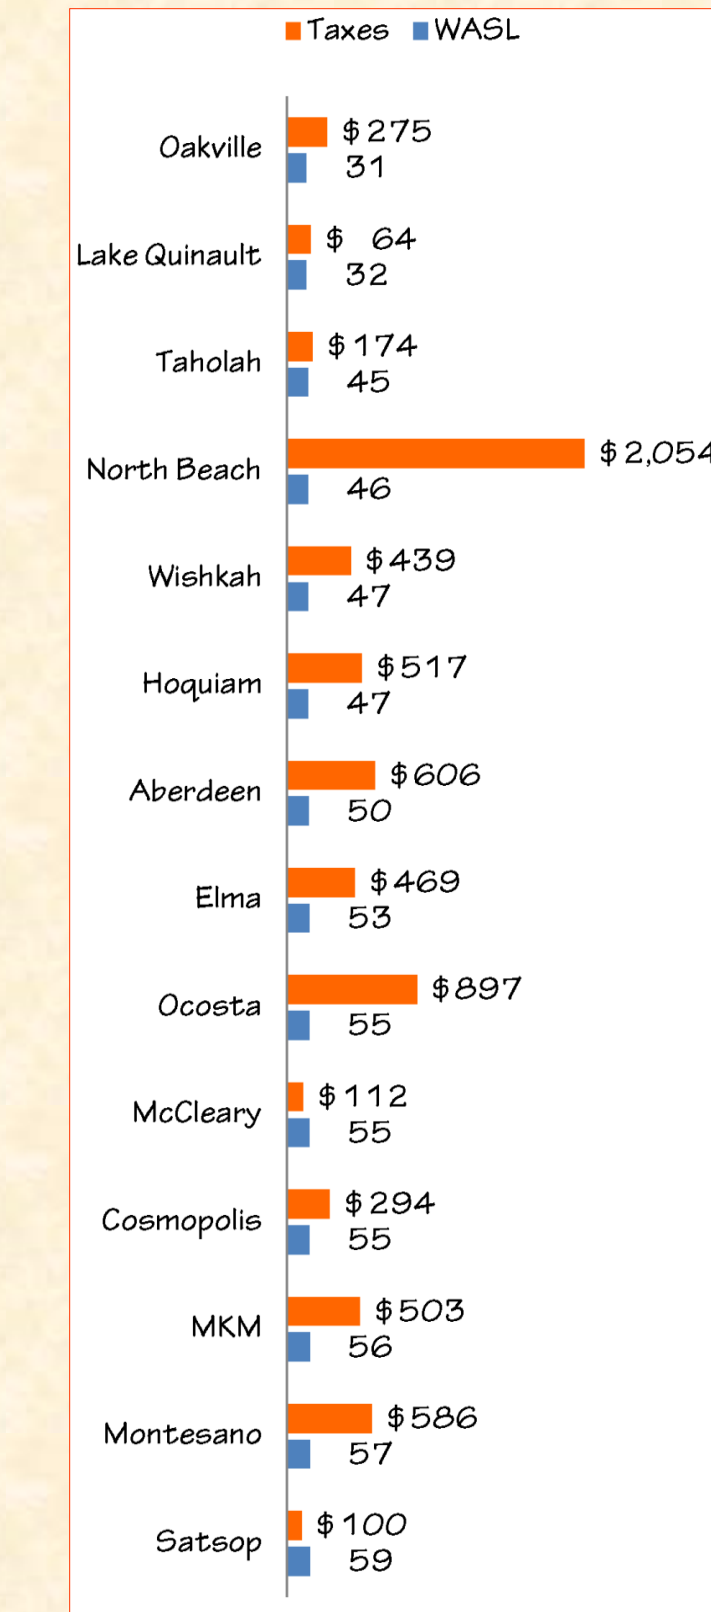 Taxes WASL
Oakville
$275
31
Lake Quinault
$ 64
32
Taholah
$174
45
North Beach
$2,054
46
Wishkah
$439
47
Hoquiam
$517
47
Aberdeen
$606
50
Elma
$469
53
Ocosta
$897
55
McCleary
$112
55
Cosmopolis
$294
55
MKM
$503
56
Montesano
$586
57
Satsop
$100
59